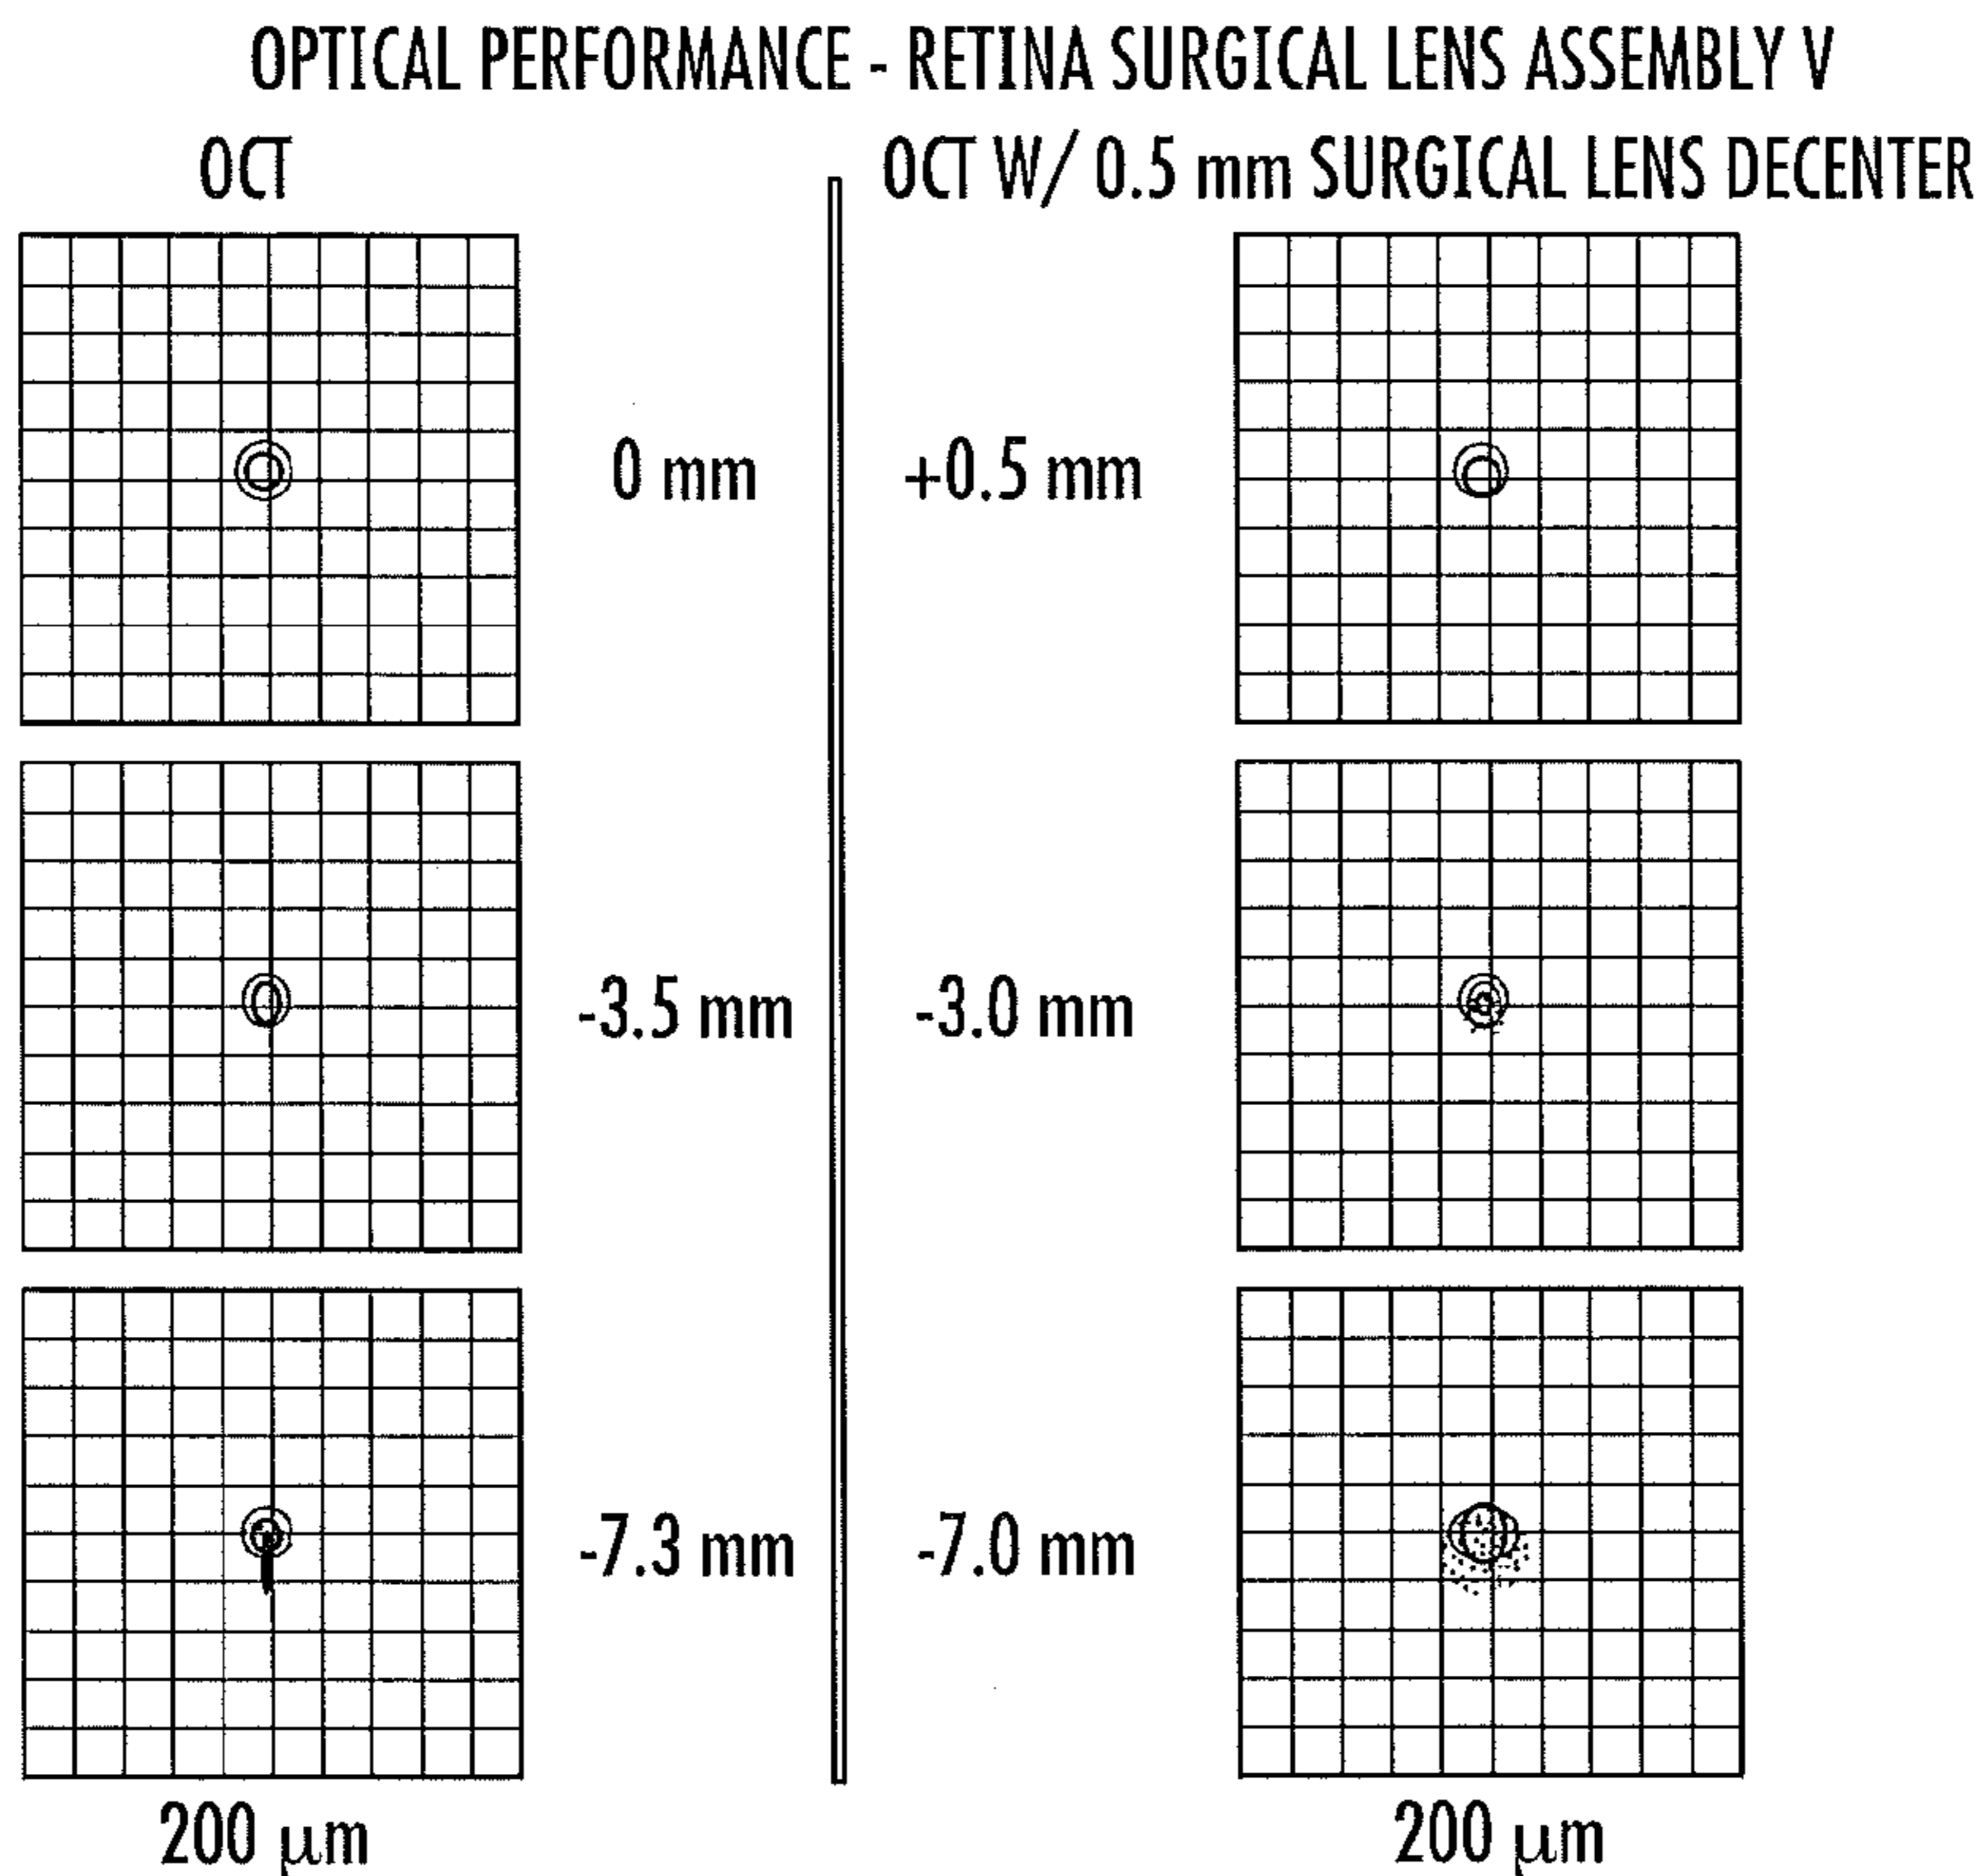 OPTICAL PERFORMANCE - RETINA SURGICAL LENS ASSEMBLY V
OCT
OCT W/ 0.5 mm SURGICAL LENS DECENTER
0 mm
+0.5 mm
-3.5 mm
-3.0 mm
-7.3 mm
-7.0 mm
200 μm
200 μm